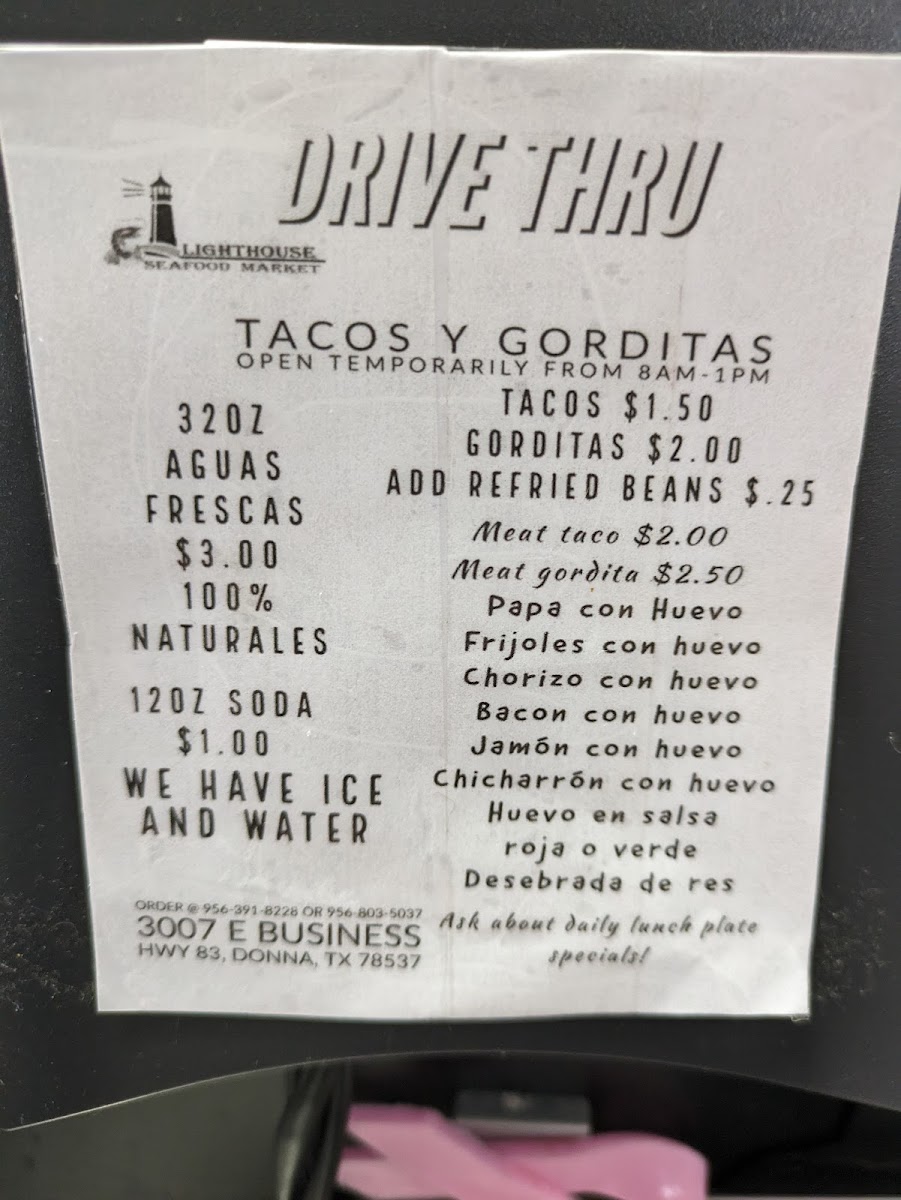 DRIVE THRU
LIGHTHOUSE
SEAFOOD MARKET
TACOS Y GORDITAS
OPEN TEMPORARILY FROM 8AM-1PM
32OZ
AGUAS
FRESCAS
$3.00
100%
NATURALES
12OZ SODA
$1.00
WE HAVE ICE
AND WATER
TACOS $1.50
GORDITAS $2.00
ADD REFRIED BEANS $.25
Meat taco $2.00
Meat gordita $2.50
Papa con Huevo
Frijoles con huevo
Chorizo con huevo
Bacon con huevo
Jamón con huevo
Chicharrón con huevo
Huevo en salsa
roja o verde
Desebrada de res
Ask about daily lunch plate
specials!
ORDER @ 956-391-8228 OR 956-803-5037
3007 E BUSINESS
HWY 83, DONNA, TX 78537